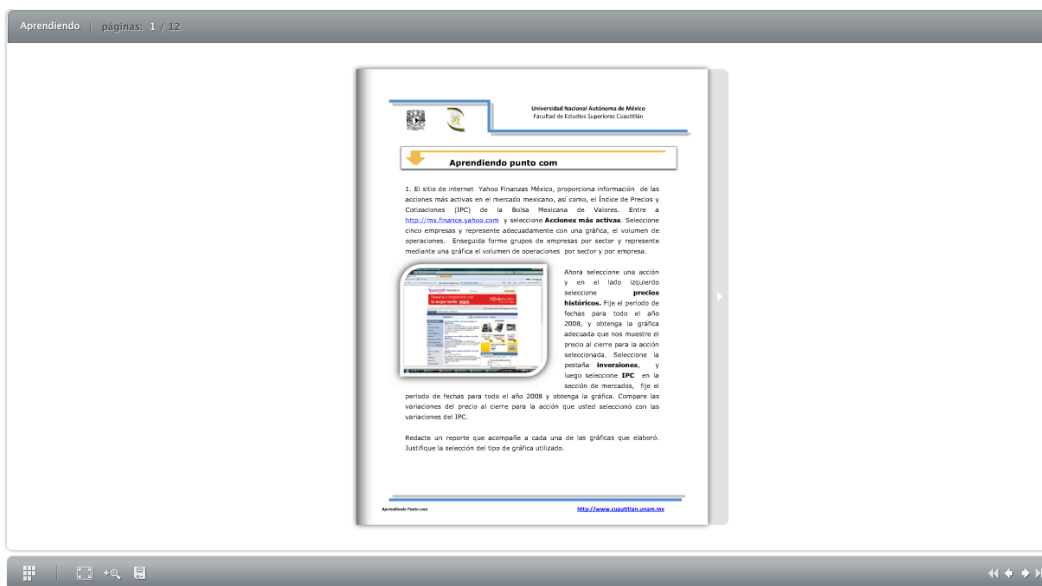 Aprendiendo | páginas: 1 / 12
Universidad Nacional Autónoma de México
Facultad de Estudios Superiores Cuautitlán
Aprendiendo punto com
1. El sitio de internet Yahoo Finanzas México, proporciona información de las
acciones más activas en el mercado mexicano, así como, el Índice de Precios y
Cotizaciones (IPC) de la Bolsa Mexicana de Valores. Entre a
http://mx.finance.yahoo.com y seleccione Acciones más activas. Seleccione
cinco empresas y represente adecuadamente con una gráfica, el volumen de
operaciones. Enseguida forme grupos de empresas por sector y represente
mediante una gráfica el volumen de operaciones por sector y por empresa.
Ahora seleccione una acción
y en el lado izquierdo
seleccione precios
históricos. Fije el periodo de
fechas para todo el año
2008, y obtenga la gráfica
adecuada que nos muestre el
precio al cierre para la acción
seleccionada. Seleccione la
pestaña inversiones, y
luego seleccione IPC en la
sección de mercados, fije el
periodo de fechas para todo el año 2008 y obtenga la gráfica. Compare las
variaciones del precio al cierre para la acción que usted seleccionó con las
variaciones del IPC.
Redacte un reporte que acompañe a cada una de las gráficas que elaboró.
Justifique la selección del tipo de gráfica utilizado.
Aprendiendo Punto com
http://www.cuautitlan.unam.mx